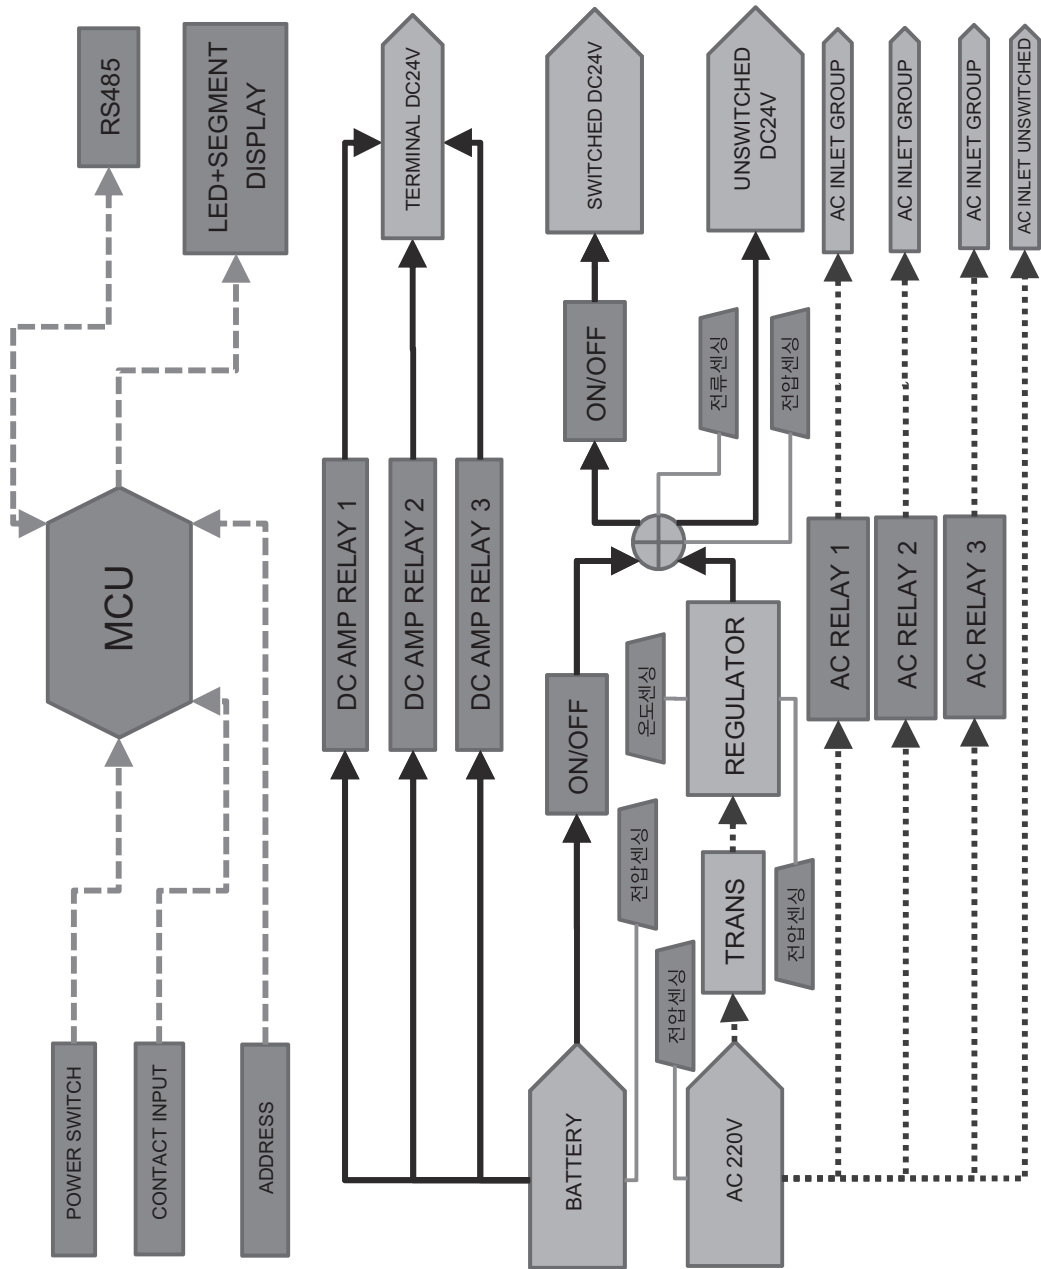 POWER SWITCH
CONTACT INPUT
ADDRESS
MCU
RS485
LED+SEGMENT
DISPLAY
DC AMP RELAY 1
DC AMP RELAY 2
DC AMP RELAY 3
TERMINAL DC24V
BATTERY
전압센싱
ON/OFF
ON/OFF
SWITCHED DC24V
AC 220V
전압센싱
TRANS
온도센싱
REGULATOR
전압센싱
전류센싱
전압센싱
UNSWITCHED
DC24V
AC RELAY 1
AC INLET GROUP
AC RELAY 2
AC INLET GROUP
AC RELAY 3
AC INLET GROUP
AC INLET UNSWITCHED